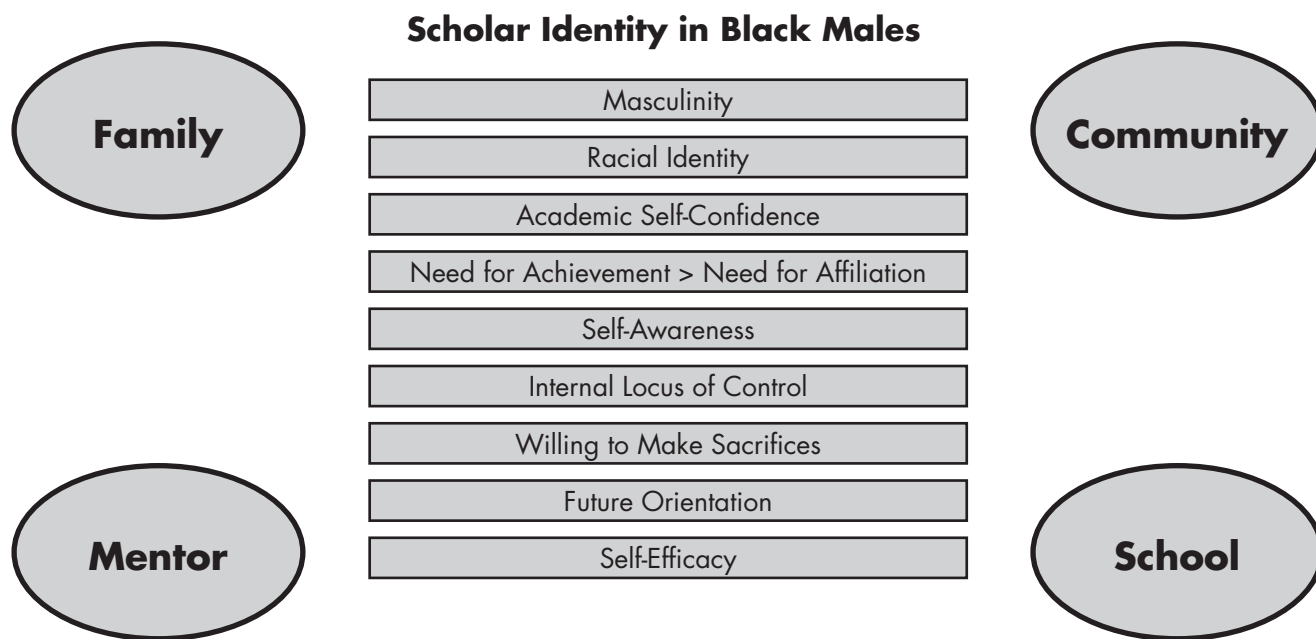 Scholar Identity in Black Males
Family
Community
Masculinity
Racial Identity
Academic Self-Confidence
Need for Achievement > Need for Affiliation
Self-Awareness
Internal Locus of Control
Willing to Make Sacrifices
Future Orientation
Self-Efficacy
Mentor
School